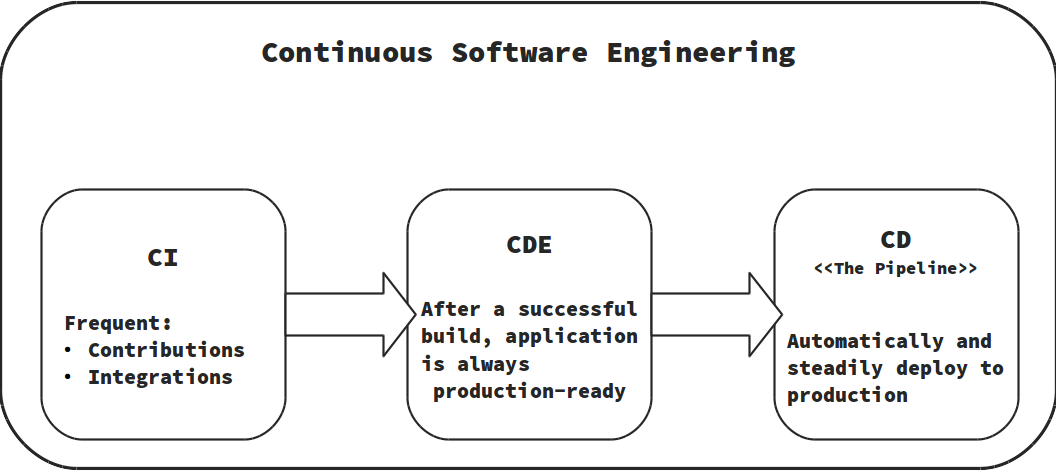 Continuous Software Engineering
CI
Frequent:
• Contributions
• Integrations
CDE
After a successful
build, application
is always
production-ready
CD
<<The Pipeline>>
Automatically and
steadily deploy to
production